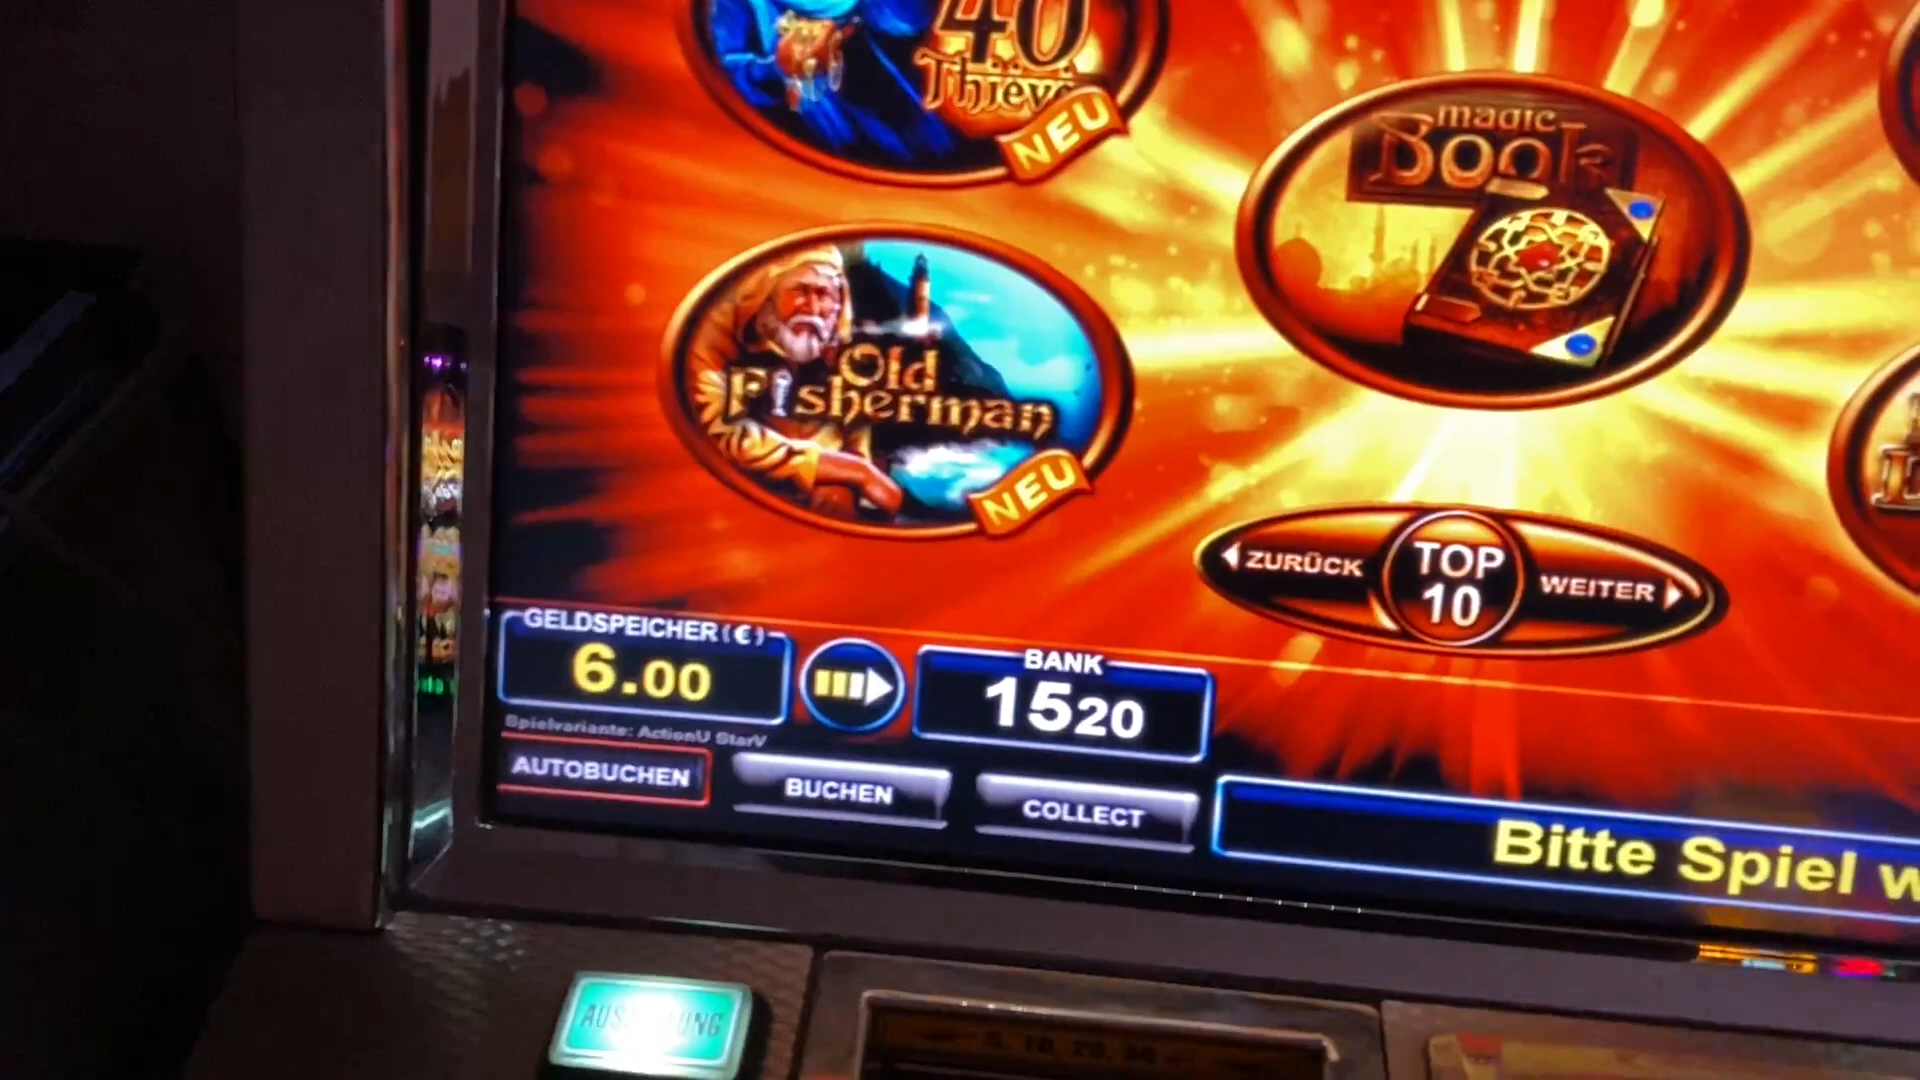 40
Thieves
NEU
magic
Book
Old
Fisherman
NEU
ZURÜCK
TOP
10
WEITER
GELDSPEICHER (€)
6.00
BANK
1520
Spielvariante: ActionU StarV
AUTOBUCHEN
BUCHEN
COLLECT
Bitte Spiel w